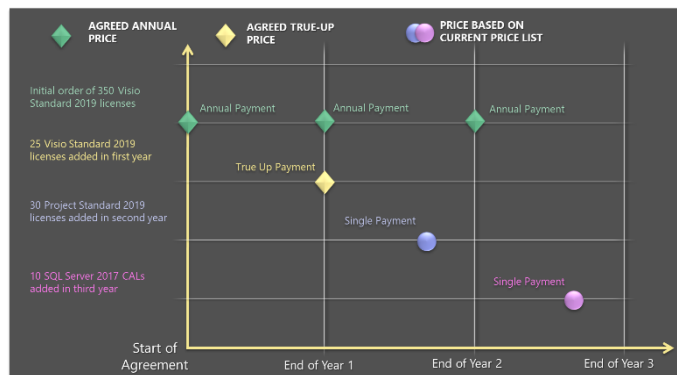 AGREED ANNUAL
PRICE
AGREED TRUE-UP
PRICE
PRICE BASED ON
CURRENT PRICE LIST
Initial order of 350 Visio
Standard 2019 licenses
Annual Payment
Annual Payment
Annual Payment
25 Visio Standard 2019
licenses added in first year
True Up Payment
30 Project Standard 2019
licenses added in second year
Single Payment
10 SQL Server 2017 CALs
added in third year
Single Payment
Start of
Agreement
End of Year 1
End of Year 2
End of Year 3